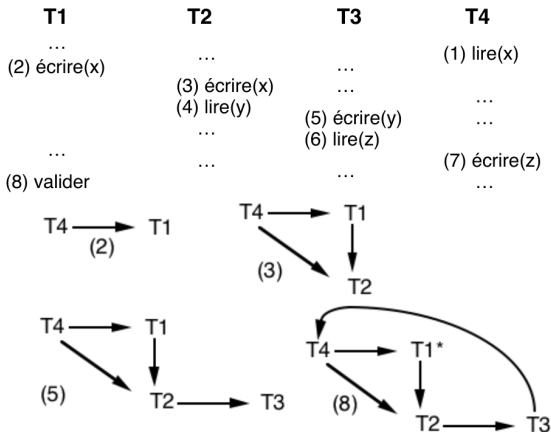 T1 T2 T3 T4
... ... ... (1) lire(x)
(2) écrire(x)
(3) écrire(x) ... ...
(4) lire(y) (5) écrire(y) ...
... (6) lire(z)
... ... (7) écrire(z)
(8) valider ... ...
T4 T1
(2)
T4 T1
(3)
T2
T4 T1
(5)
T2 T3
T4 T1*
(8)
T2 T3